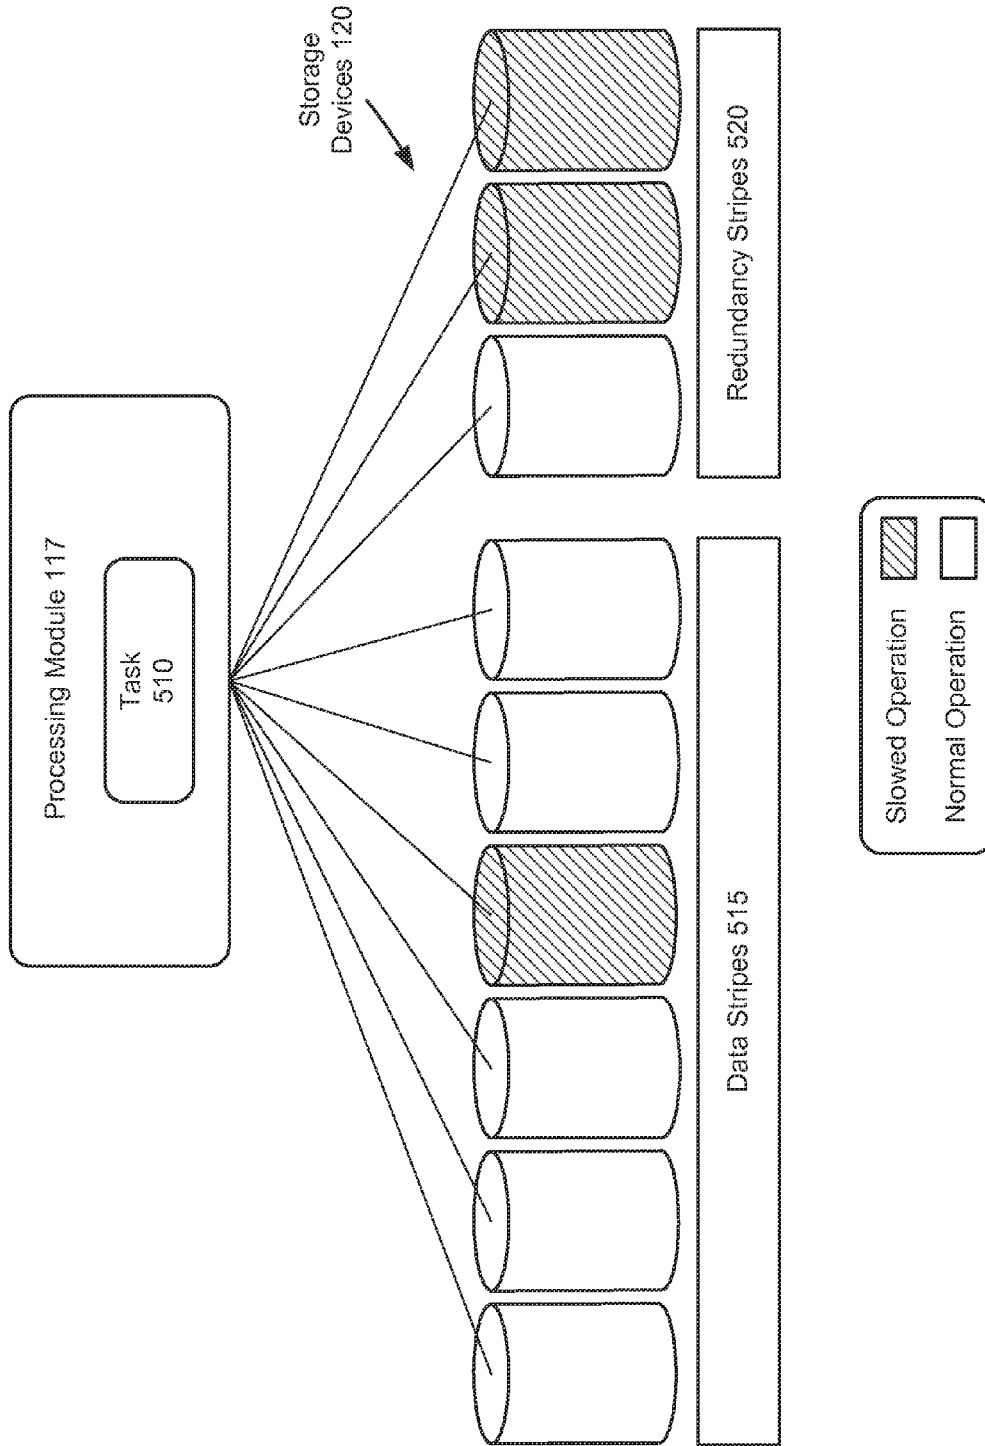 Processing Module 117
Task
510
Storage
Devices 120
Data Stripes 515
Redundancy Stripes 520
Slowed Operation
Normal Operation